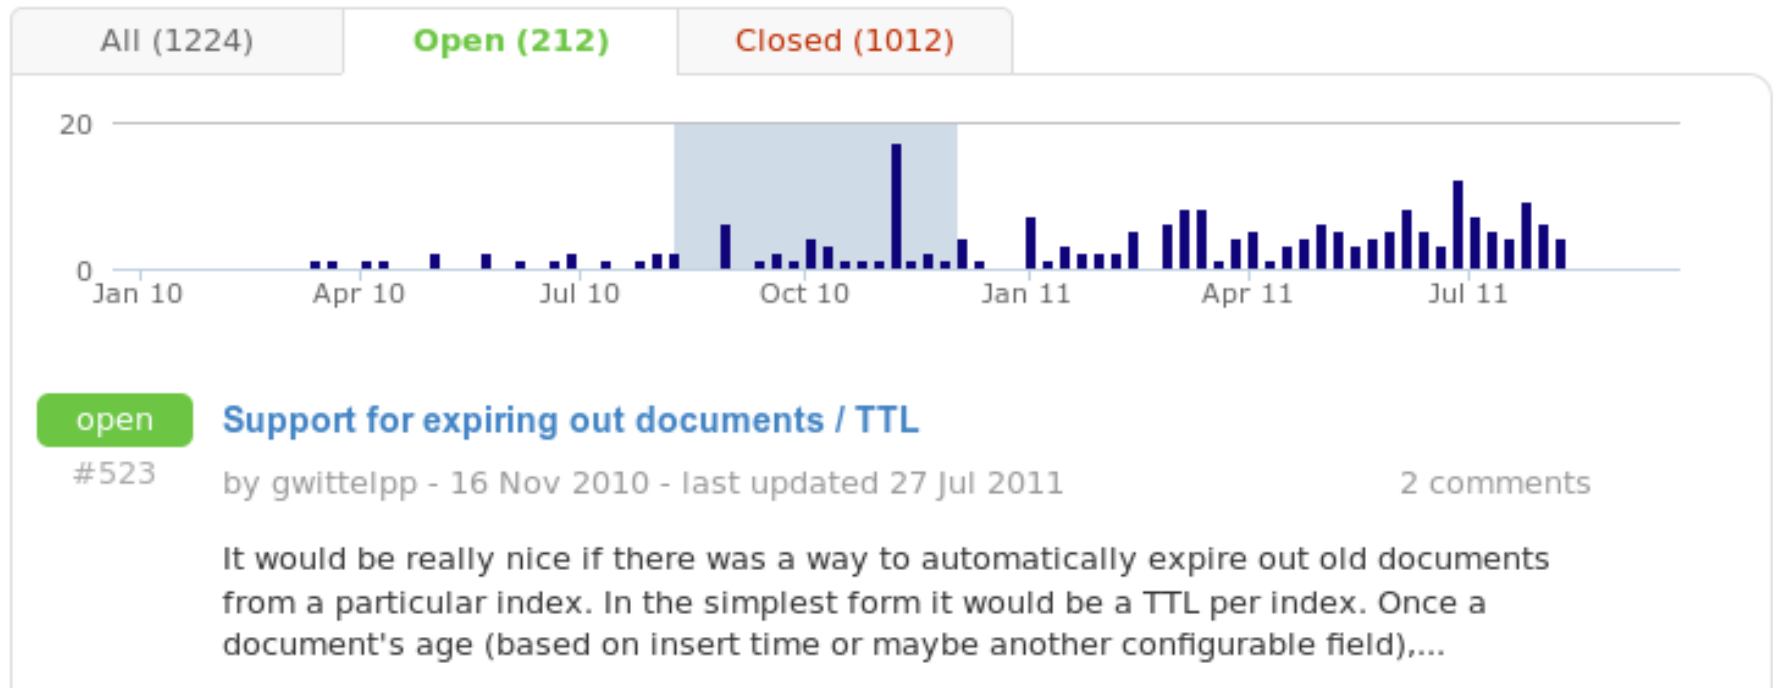 All (1224) Open (212) Closed (1012)
20
0
Jan 10 Apr 10 Jul 10 Oct 10 Jan 11 Apr 11 Jul 11
open Support for expiring out documents / TTL
#523 by gwittelpp - 16 Nov 2010 - last updated 27 Jul 2011 2 comments
It would be really nice if there was a way to automatically expire out old documents
from a particular index. In the simplest form it would be a TTL per index. Once a
document's age (based on insert time or maybe another configurable field),...